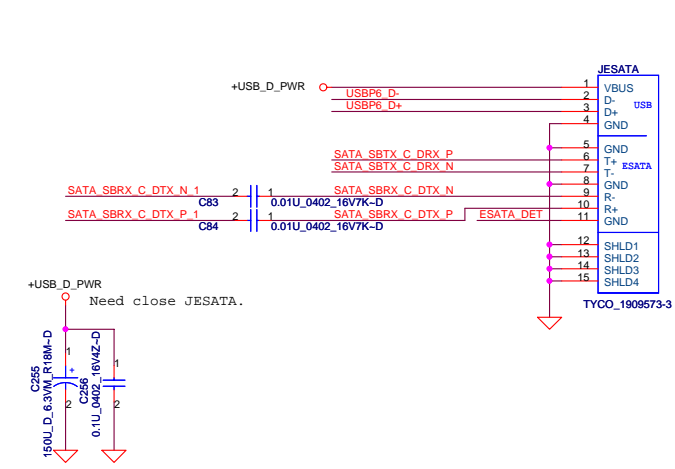 JESATA
+USB_D_PWR
1
VBUS
USBP6_D-
2
D-
USB
USBP6_D+
3
D+
4
GND
5
GND
SATA_SBTX_C_DRX_P
6
T+
ESATA
SATA_SBTX_C_DRX_N
7
T-
8
GND
SATA_SBRX_C_DTX_N_1
2
1
SATA_SBRX_C_DTX_N
9
R-
C83
0.01U_0402_16V7K~D
10
R+
SATA_SBRX_C_DTX_P_1
2
1
SATA_SBRX_C_DTX_P
ESATA_DET
11
GND
C84
0.01U_0402_16V7K~D
12
SHLD1
13
SHLD2
14
SHLD3
15
SHLD4
TYCO_1909573-3
+USB_D_PWR
Need close JESATA.
1
+
2
C255
150U_D_6.3VM_R18M~D
1
2
C256
0.1U_0402_16V4Z~D